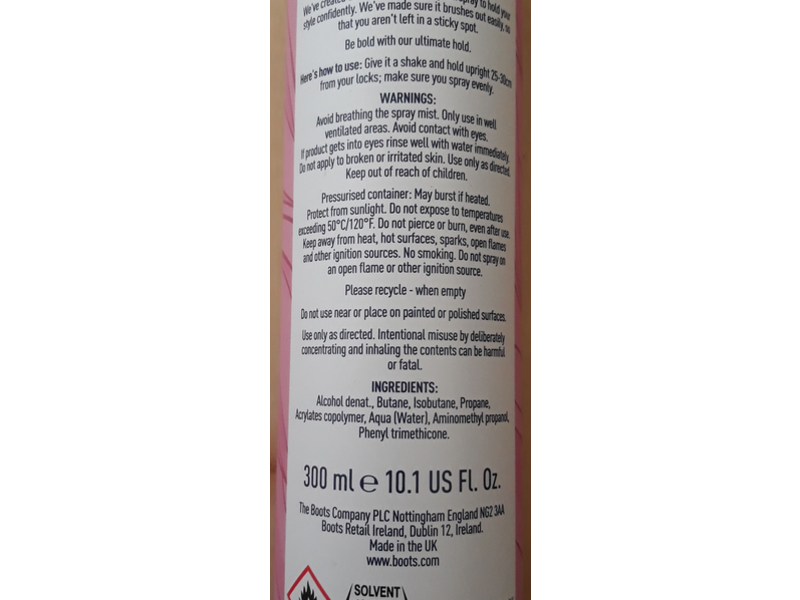 We've created
spray to hold your
style confidently. We've made sure it brushes out easily, so
that you aren't left in a sticky spot.
Be bold with our ultimate hold.
Here's how to use: Give it a shake and hold upright 25-30cm
from your locks; make sure you spray evenly.
WARNINGS:
Avoid breathing the spray mist. Only use in well
ventilated areas. Avoid contact with eyes.
If product gets into eyes rinse well with water immediately.
Do not apply to broken or irritated skin. Use only as directed.
Keep out of reach of children.
Pressurised container: May burst if heated.
Protect from sunlight. Do not expose to temperatures
exceeding 50°C/120°F. Do not pierce or burn, even after use.
Keep away from heat, hot surfaces, sparks, open flames
and other ignition sources. No smoking. Do not spray on
an open flame or other ignition source.
Please recycle - when empty
Do not use near or place on painted or polished surfaces.
Use only as directed. Intentional misuse by deliberately
concentrating and inhaling the contents can be harmful
or fatal.
INGREDIENTS:
Alcohol denat., Butane, Isobutane, Propane,
Acrylates copolymer, Aqua (Water), Aminomethyl propanol,
Phenyl trimethicone.
300 ml e 10.1 US Fl. Oz.
The Boots Company PLC Nottingham England NG2 3AA
Boots Retail Ireland, Dublin 12, Ireland.
Made in the UK
www.boots.com
SOLVENT